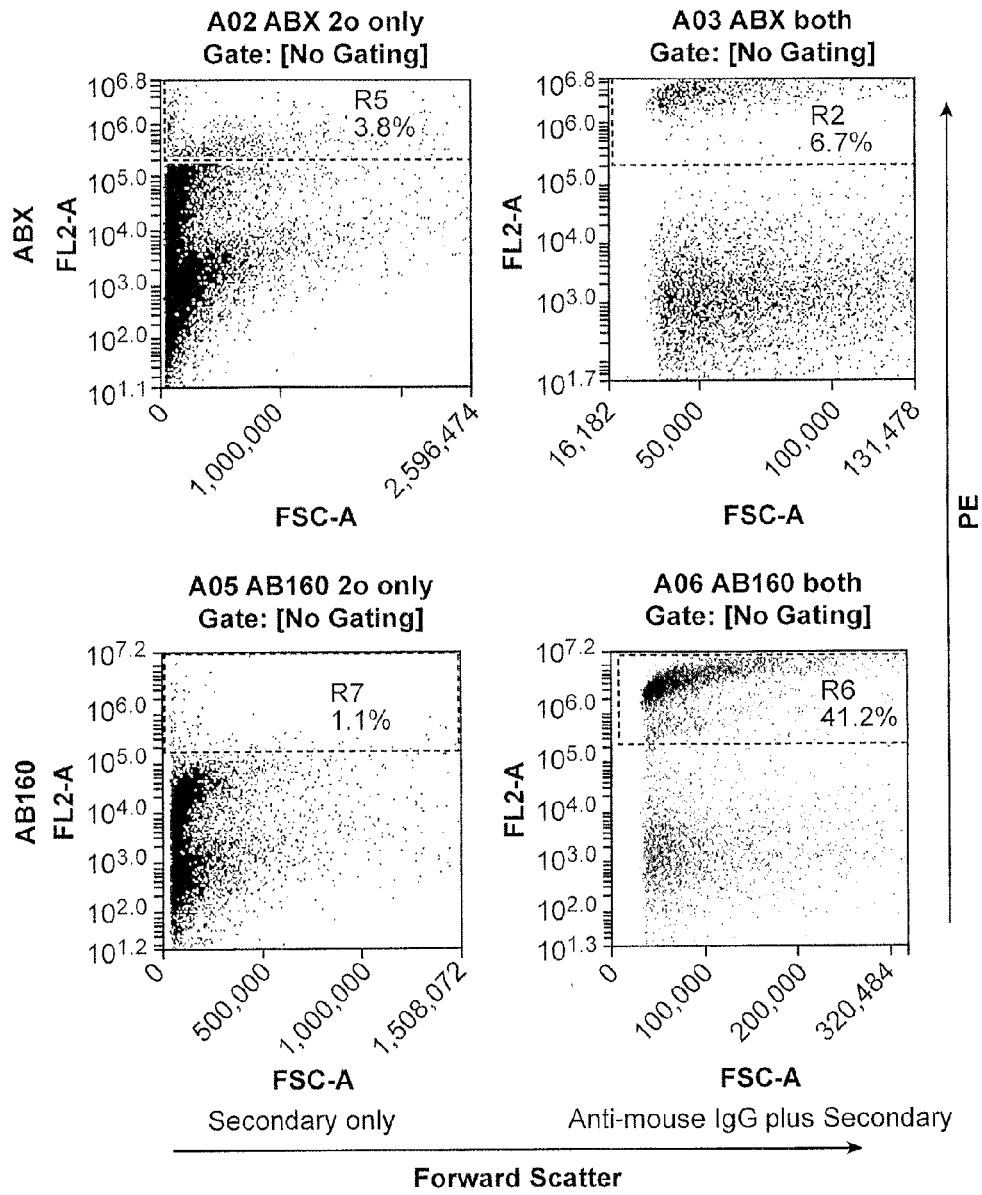 A02 ABX 2o only
Gate: [No Gating]
10^6.8
10^6.0
10^5.0
10^4.0
10^3.0
10^2.0
10^1.1
ABX
FL2-A
R5
3.8%
0
1,000,000
2,596,474
FSC-A
A03 ABX both
Gate: [No Gating]
10^6.8
10^6.0
10^5.0
10^4.0
10^3.0
10^1.7
FL2-A
R2
6.7%
16,182
50,000
100,000
131,478
FSC-A
PE
A05 AB160 2o only
Gate: [No Gating]
10^7.2
10^6.0
10^5.0
10^4.0
10^3.0
10^2.0
10^1.2
AB160
FL2-A
R7
1.1%
0
500,000
1,000,000
1,508,072
FSC-A
Secondary only
A06 AB160 both
Gate: [No Gating]
10^7.2
10^6.0
10^5.0
10^4.0
10^3.0
10^2.0
10^1.3
FL2-A
R6
41.2%
0
100,000
200,000
320,484
FSC-A
Anti-mouse IgG plus Secondary
Forward Scatter